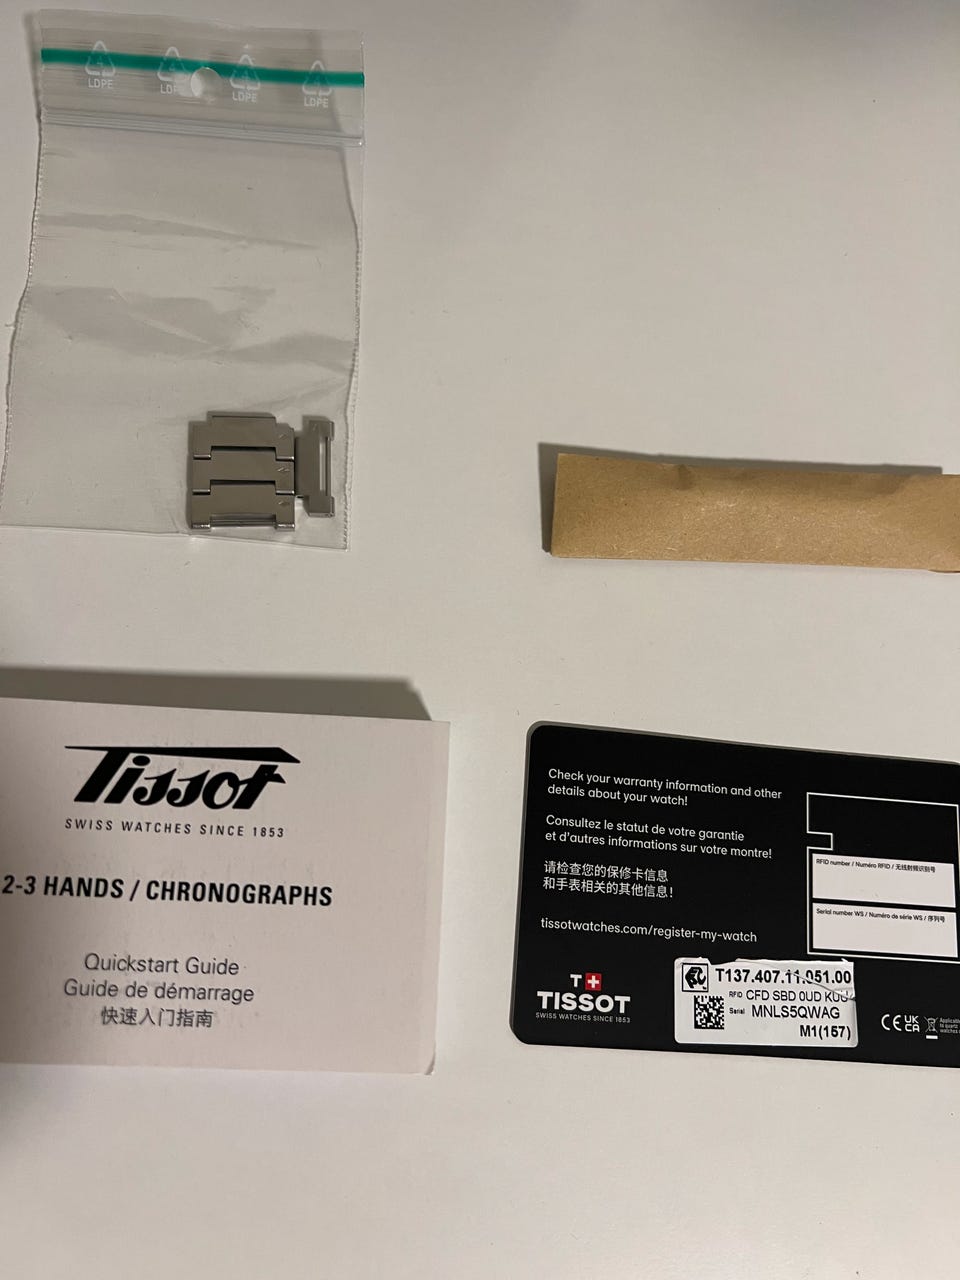 LDPE
LDPE
LDPE
LDPE
Tissot
SWISS WATCHES SINCE 1853
2-3 HANDS / CHRONOGRAPHS
Quickstart Guide
Guide de démarrage
快速入门指南
Check your warranty information and other
details about your watch!
Consultez le statut de votre garantie
et d'autres informations sur votre montre!
请检查您的保修卡信息
和手表相关的其他信息!
tissotwatches.com/register-my-watch
RFID number / Numéro RFID / 无线射频识别号
Serial number WS / Numéro de série WS / 序列号
T+
TISSOT
SWISS WATCHES SINCE 1853
T137.407.11.051.00
RFID CFD SBD 0UD KUU
Serial MNLS5QWAG
M1(157)
CE UK CA